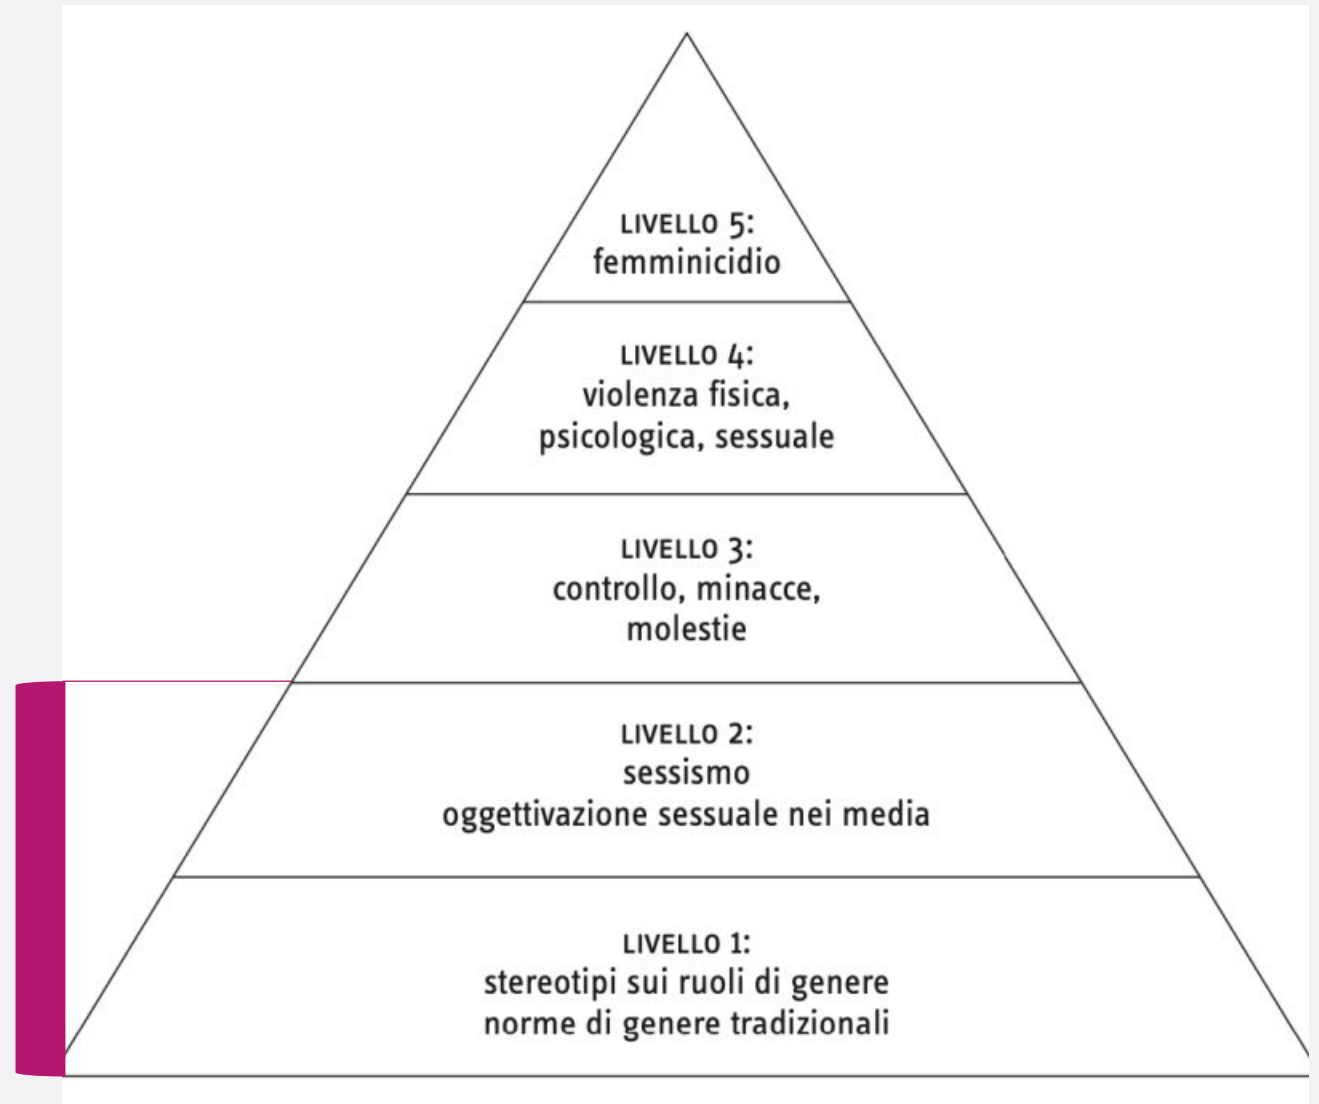 LIVELLO 5:
femminicidio
LIVELLO 4:
violenza fisica,
psicologica, sessuale
LIVELLO 3:
controllo, minacce,
molestie
LIVELLO 2:
sessismo
oggettivazione sessuale nei media
LIVELLO 1:
stereotipi sui ruoli di genere
norme di genere tradizionali